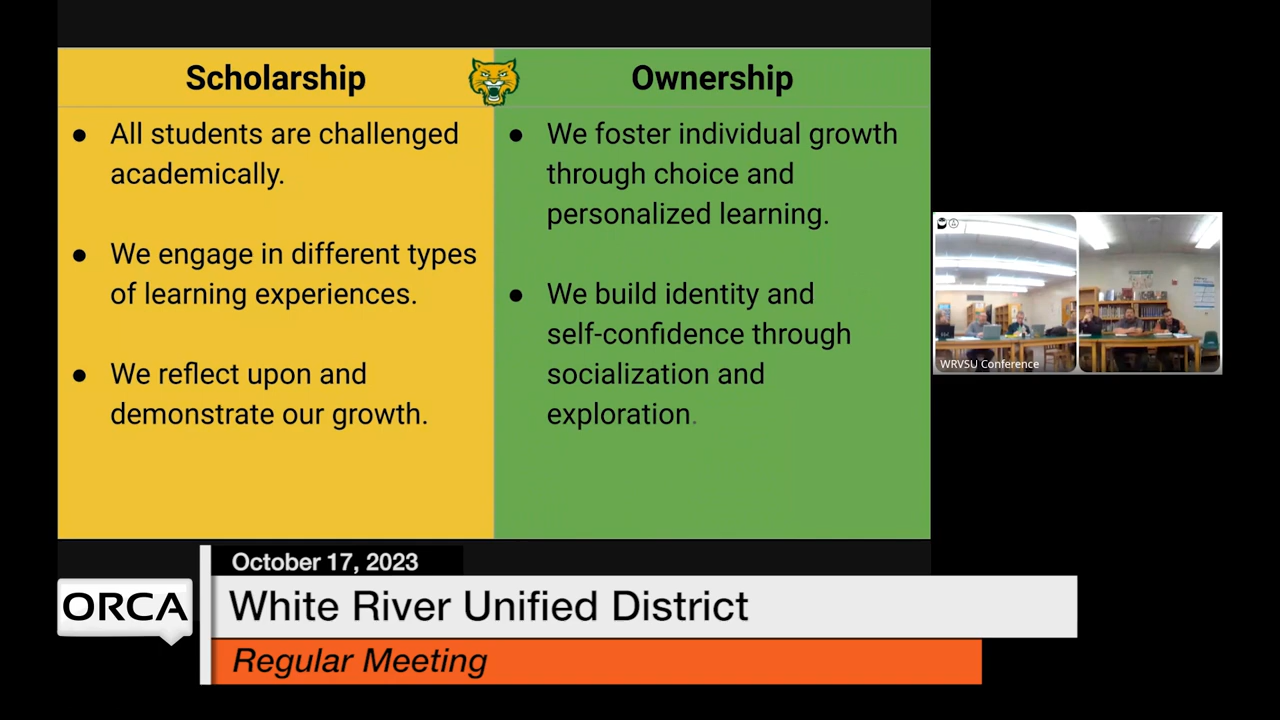 Scholarship
● All students are challenged
academically.
● We engage in different types
of learning experiences.
● We reflect upon and
demonstrate our growth.
Ownership
● We foster individual growth
through choice and
personalized learning.
● We build identity and
self-confidence through
socialization and
exploration.
WRVSU Conference
October 17, 2023
ORCA
White River Unified District
Regular Meeting